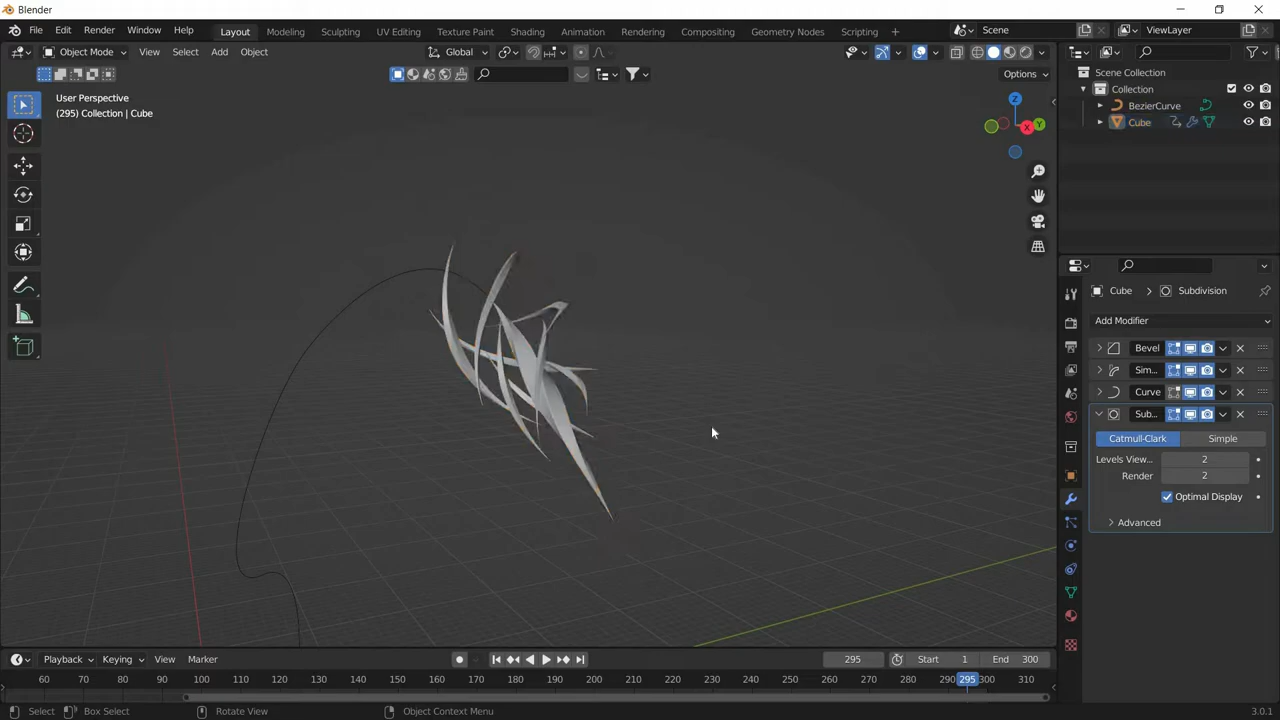 Blender
File Edit Render Window Help Layout Modeling Sculpting UV Editing Texture Paint Shading Animation Rendering Compositing Geometry Nodes Scripting + Scene ViewLayer
Object Mode View Select Add Object Global
Options
User Perspective
(295) Collection | Cube
Z
X
Y
Scene Collection
Collection
BezierCurve
Cube
Cube > Subdivision
Add Modifier
Bevel
Sim...
Curve
Sub...
Catmull-Clark Simple
Levels View... 2
Render 2
Optimal Display
Advanced
Playback Keying View Marker 295 Start 1 End 300
60 70 80 90 100 110 120 130 140 150 160 170 180 190 200 210 220 230 240 250 260 270 280 290 295 300 310
Select Box Select Rotate View Object Context Menu 3.0.1